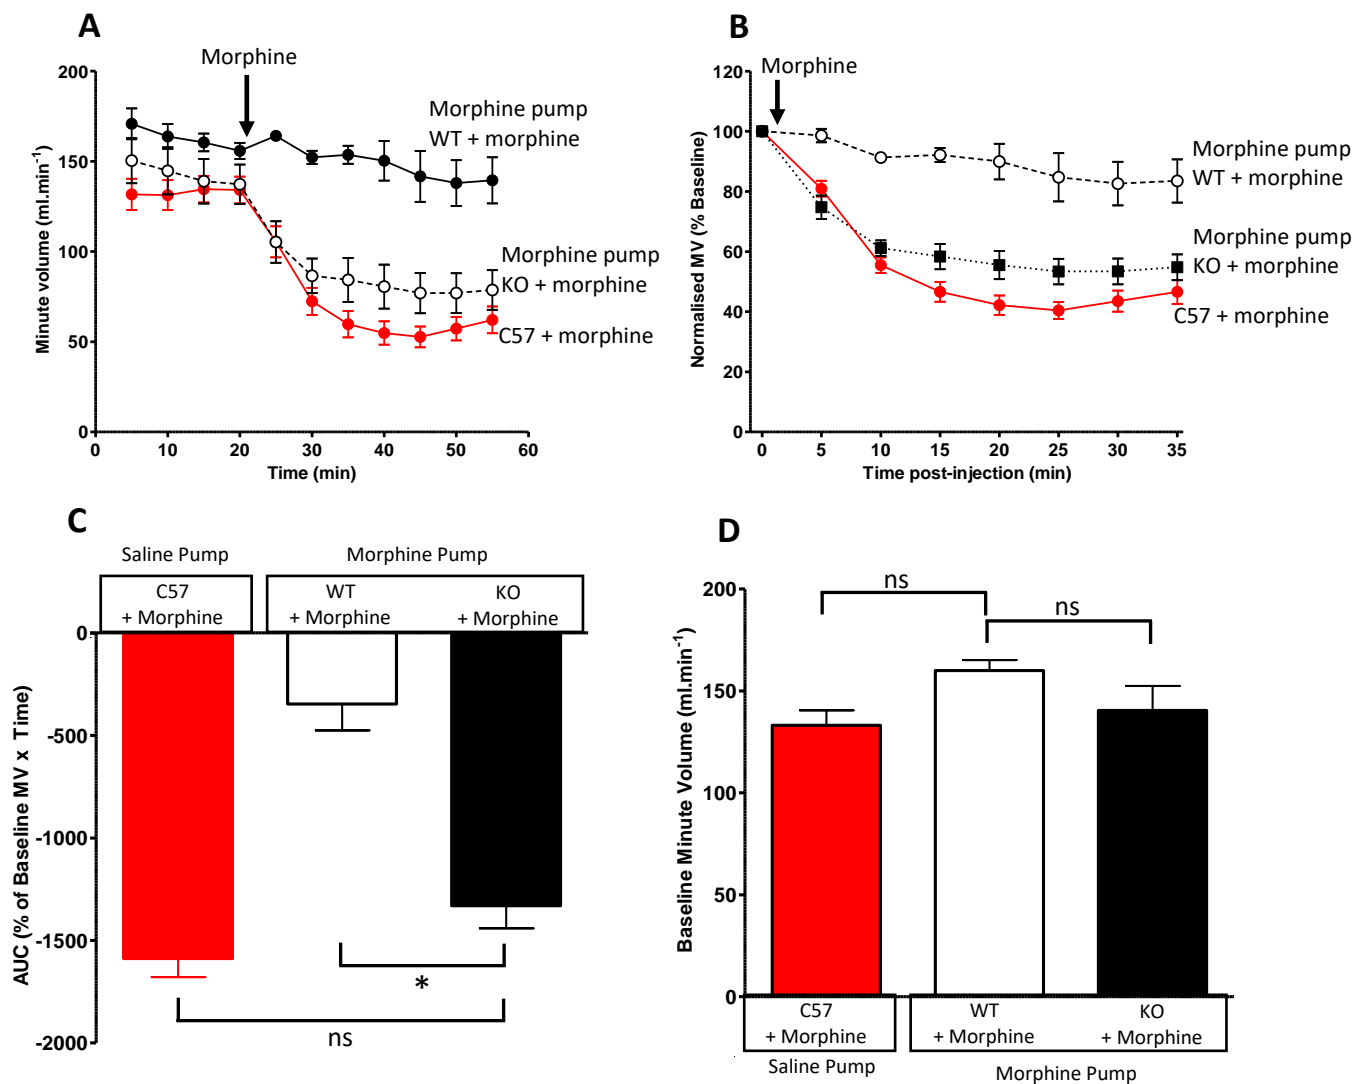 A
Morphine
Morphine pump
WT + morphine
Morphine pump
KO + morphine
C57 + morphine
Minute volume (ml.min⁻¹)
200
150
100
50
0
0 10 20 30 40 50 60
Time (min)
B
Morphine
Morphine pump
WT + morphine
Morphine pump
KO + morphine
C57 + morphine
Normalised MV (% Baseline)
120
100
80
60
40
20
0
0 5 10 15 20 25 30 35
Time post-injection (min)
C
Saline Pump Morphine Pump
C57 WT KO
+ Morphine + Morphine + Morphine
AUC (% of Baseline MV x Time)
0
-500
-1000
-1500
-2000
*
ns
D
ns
ns
Baseline Minute Volume (ml.min⁻¹)
200
150
100
50
0
C57 WT KO
+ Morphine + Morphine + Morphine
Saline Pump Morphine Pump